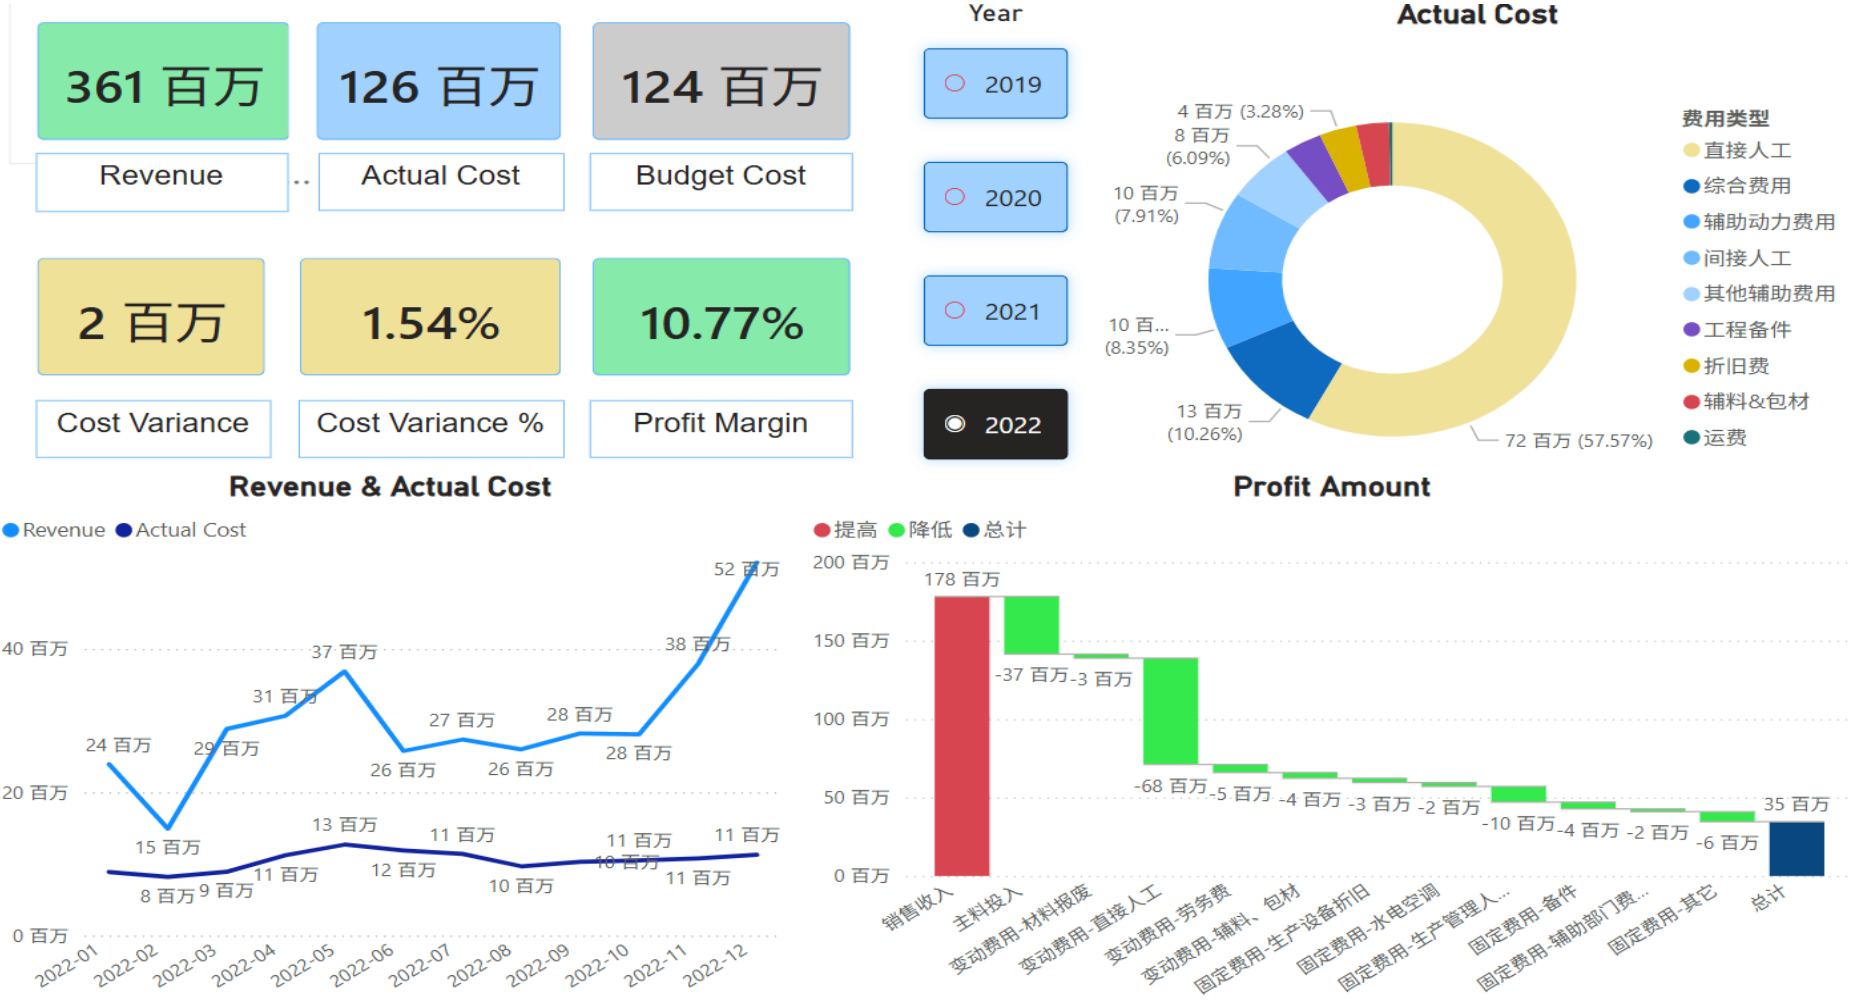 361 百万
126 百万
124 百万
Revenue
...
Actual Cost
Budget Cost
2 百万
1.54%
10.77%
Cost Variance
Cost Variance %
Profit Margin
Year
2019
2020
2021
2022
Actual Cost
4 百万 (3.28%)
8 百万
(6.09%)
10 百万
(7.91%)
10 百...
(8.35%)
13 百万
(10.26%)
72 百万 (57.57%)
费用类型
直接人工
综合费用
辅助动力费用
间接人工
其他辅助费用
工程备件
折旧费
辅料&包材
运费
Revenue & Actual Cost
Revenue
Actual Cost
40 百万
20 百万
0 百万
24 百万
15 百万
29 百万
31 百万
37 百万
26 百万
27 百万
26 百万
28 百万
28 百万
38 百万
52 百万
8 百万
9 百万
11 百万
13 百万
12 百万
11 百万
10 百万
10 百万
11 百万
11 百万
11 百万
2022-01
2022-02
2022-03
2022-04
2022-05
2022-06
2022-07
2022-08
2022-09
2022-10
2022-11
2022-12
Profit Amount
提高
降低
总计
200 百万
150 百万
100 百万
50 百万
0 百万
178 百万
-37 百万
-3 百万
-68 百万
-5 百万
-4 百万
-3 百万
-2 百万
-10 百万
-4 百万
-2 百万
-6 百万
35 百万
销售收入
主料投入
变动费用-材料报废
变动费用-直接人工
变动费用-劳务费
变动费用-辅料、包材
固定费用-生产设备折旧
固定费用-水电空调
固定费用-生产管理人...
固定费用-备件
固定费用-辅助部门费...
固定费用-其它
总计